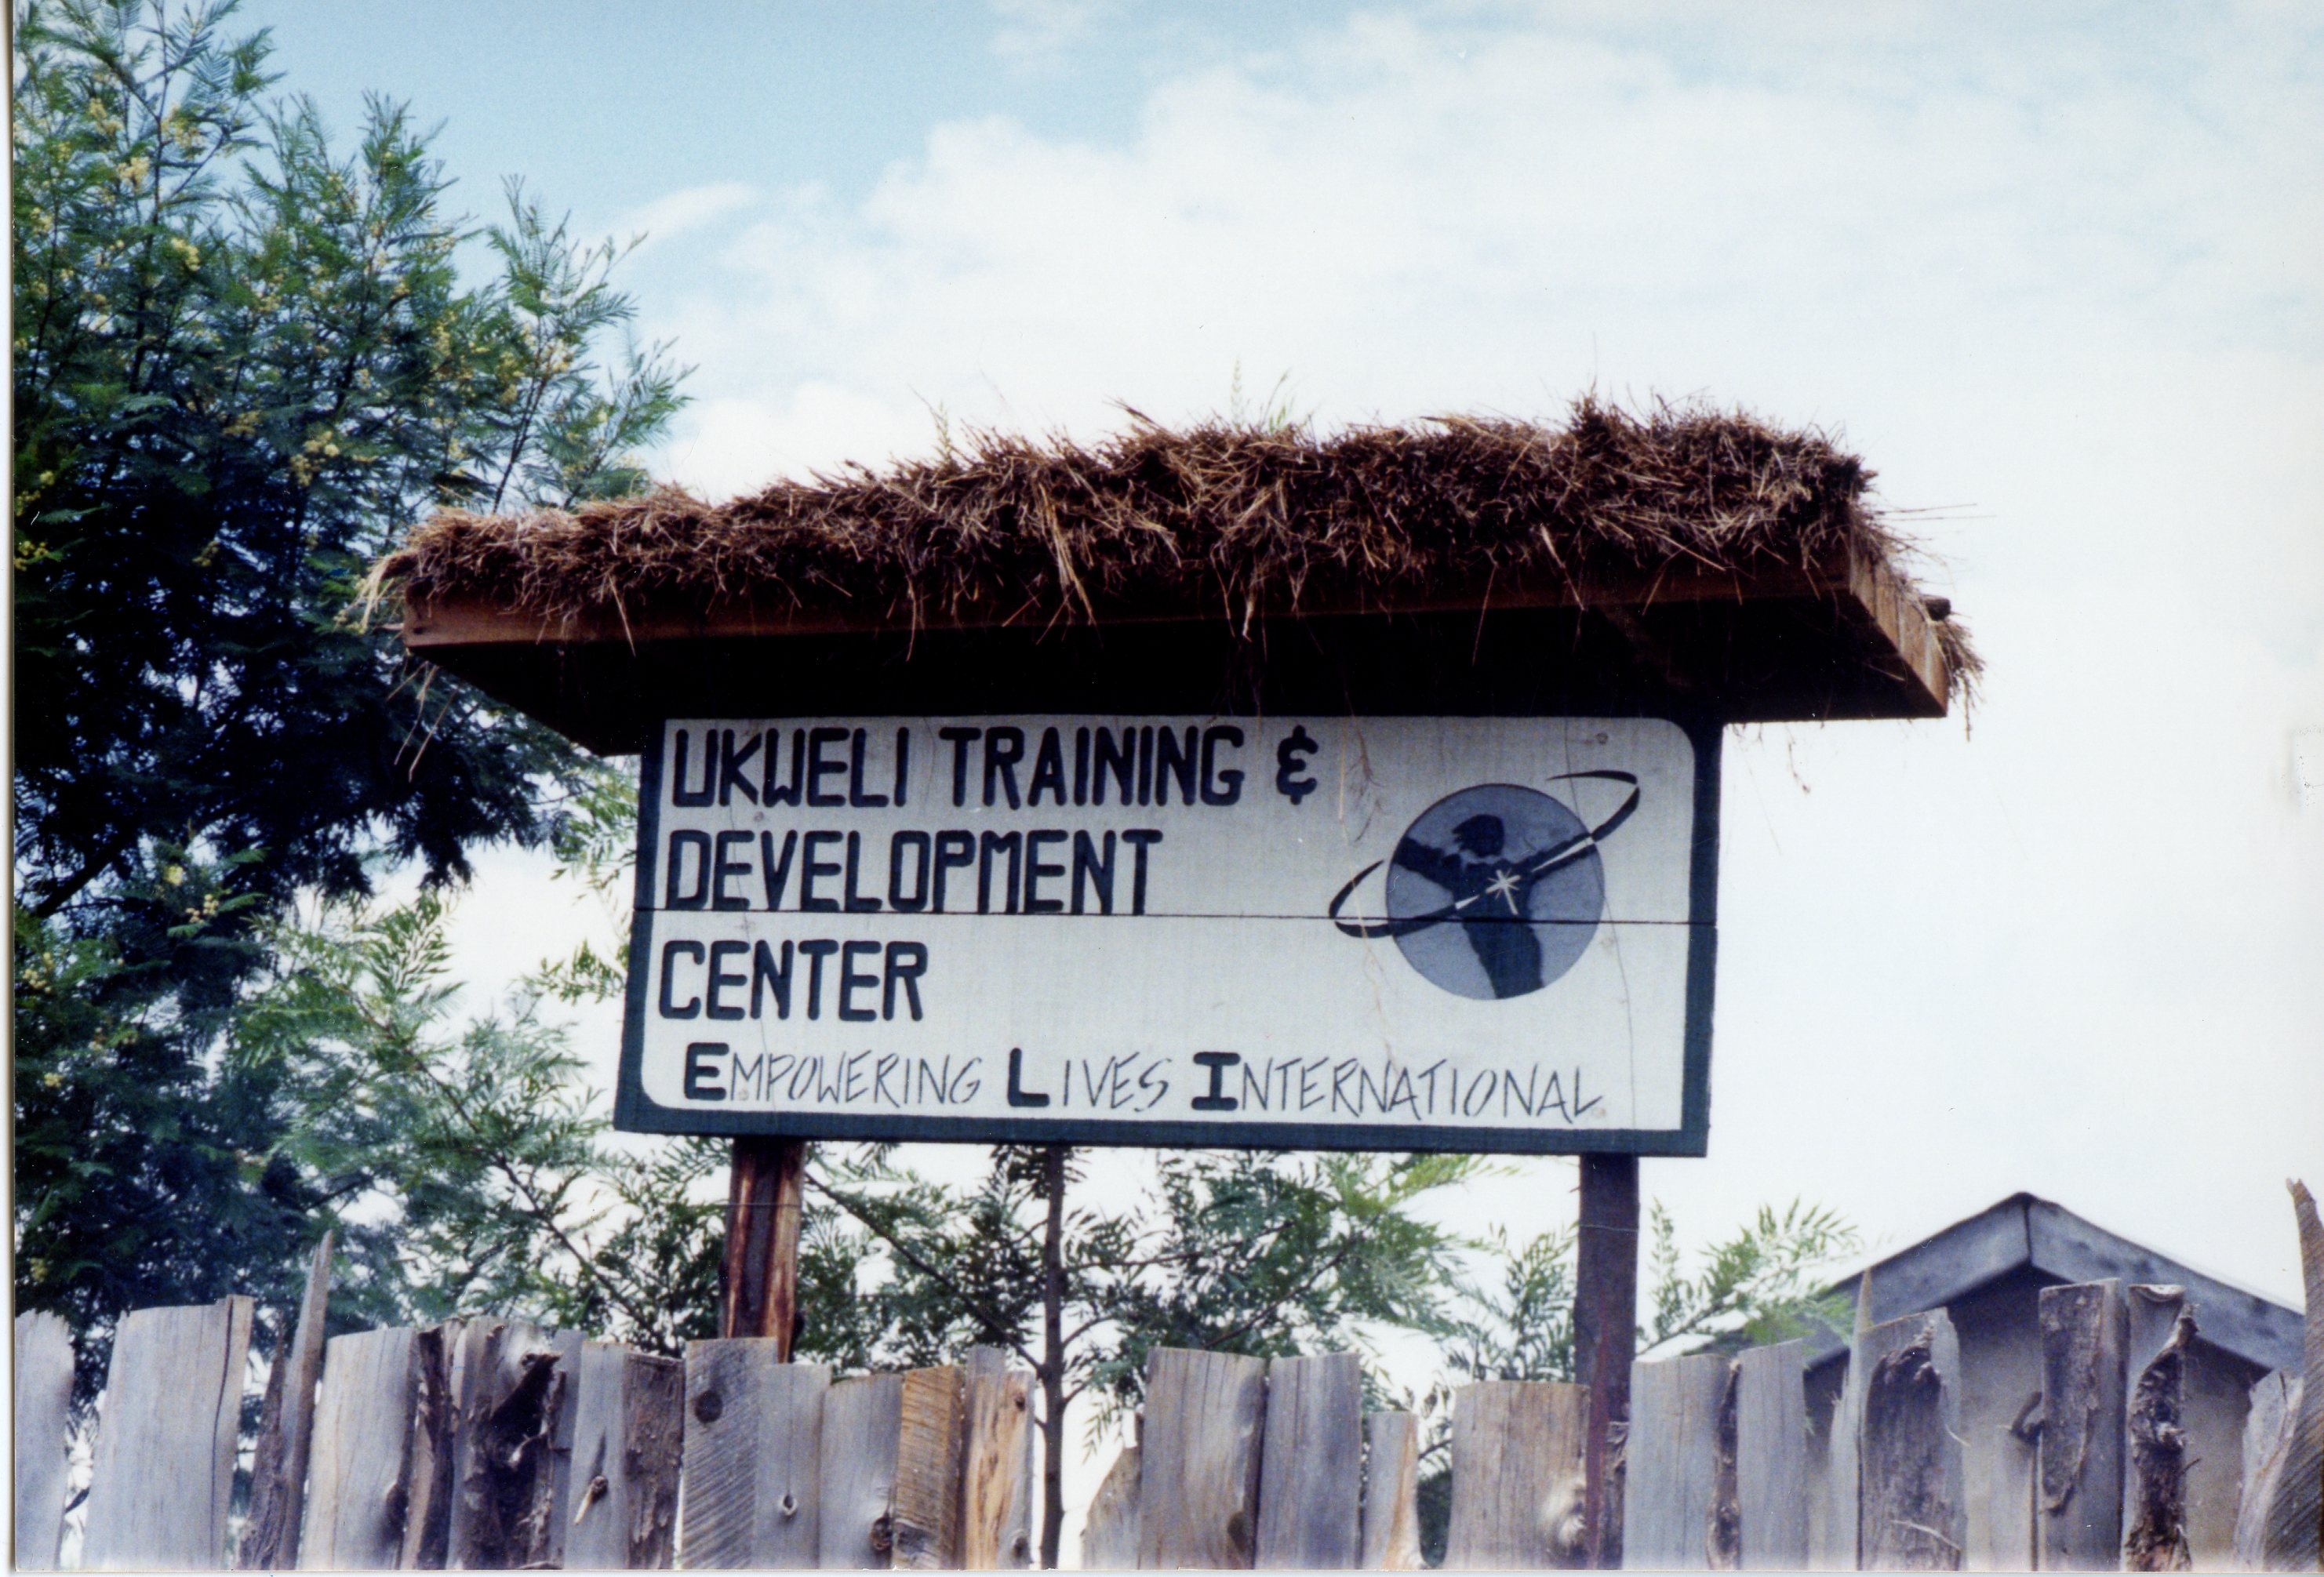 UKWELI TRAINING &
DEVELOPMENT
CENTER
EMPOWERING LIVES INTERNATIONAL